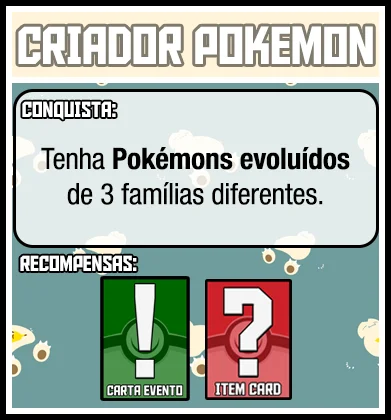 CRIADOR POKEMON
CONQUISTA:
Tenha Pokémons evoluídos
de 3 famílias diferentes.
RECOMPENSAS:
!
CARTA EVENTO
?
ITEM CARD